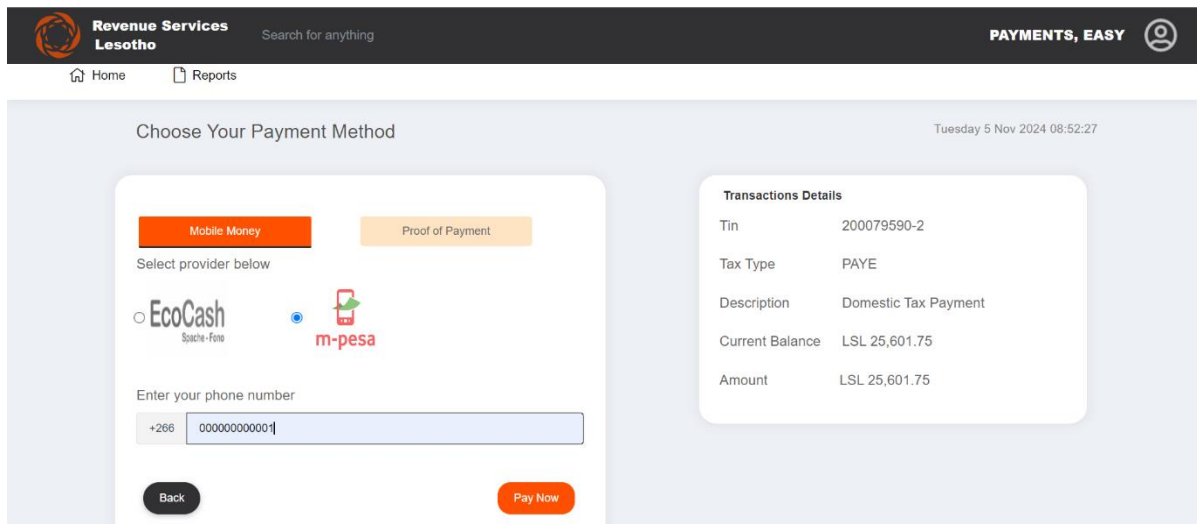 Revenue Services
Lesotho
Search for anything
PAYMENTS, EASY
Home
Reports
Choose Your Payment Method
Tuesday 5 Nov 2024 08:52:27
Mobile Money
Proof of Payment
Select provider below
EcoCash
Spache - Fono
m-pesa
Enter your phone number
+266 000000000001
Back
Pay Now
Transactions Details
Tin 200079590-2
Tax Type PAYE
Description Domestic Tax Payment
Current Balance LSL 25,601.75
Amount LSL 25,601.75